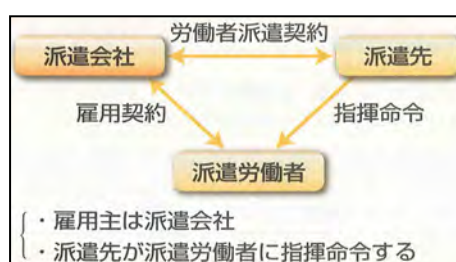 労働者派遣契約
派遣会社
派遣先
雇用契約
指揮命令
派遣労働者
・雇用主は派遣会社
・派遣先が派遣労働者に指揮命令する